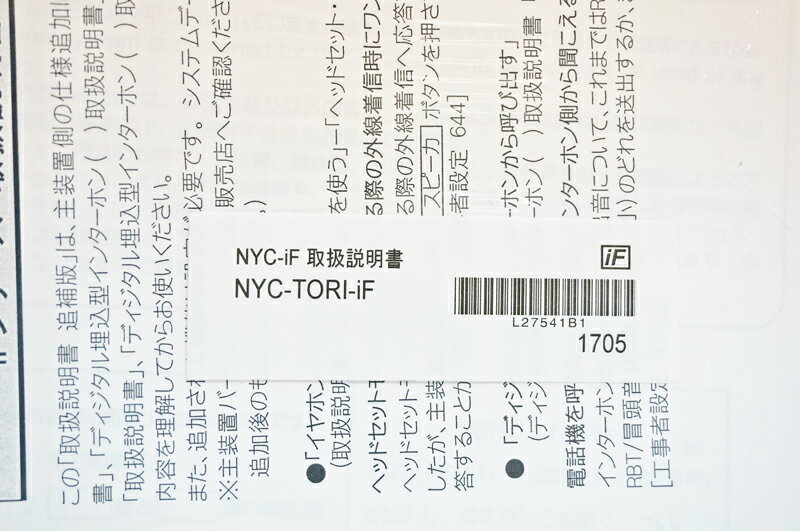 NYC-iF 取扱説明書
iF
NYC-TORI-iF
L27541B1
1705
この「取扱説明書 追補版」は、主装置側の仕様追加
書」、「ディジタル埋込型インターホン( )取扱
「取扱説明書」、「ディジタル埋込型インターホン( )取
内容を理解してからお使いください。
また、追加され
必要です。システムデー
※主装置バー
販売店へご確認くださ
追加後のも
●「イヤホン
を使う」−「ヘッドセット・
(取扱説明
ヘッドセットモ
る際の外線着信時にワン
ヘッドセットモ
る際の外線着信へ応答
したが、主装
スピーカ ボタンを押さ
答することが
者設定 644]
●「ディジ
ーホンから呼び出す」
(ディジ
ーホン( )取扱説明書
電話機を呼
ンターホン側から聞こえる
インターホン
出音について、これまではR
RBT/冒頭音
小)のどれを送出するか、
[工事者設定